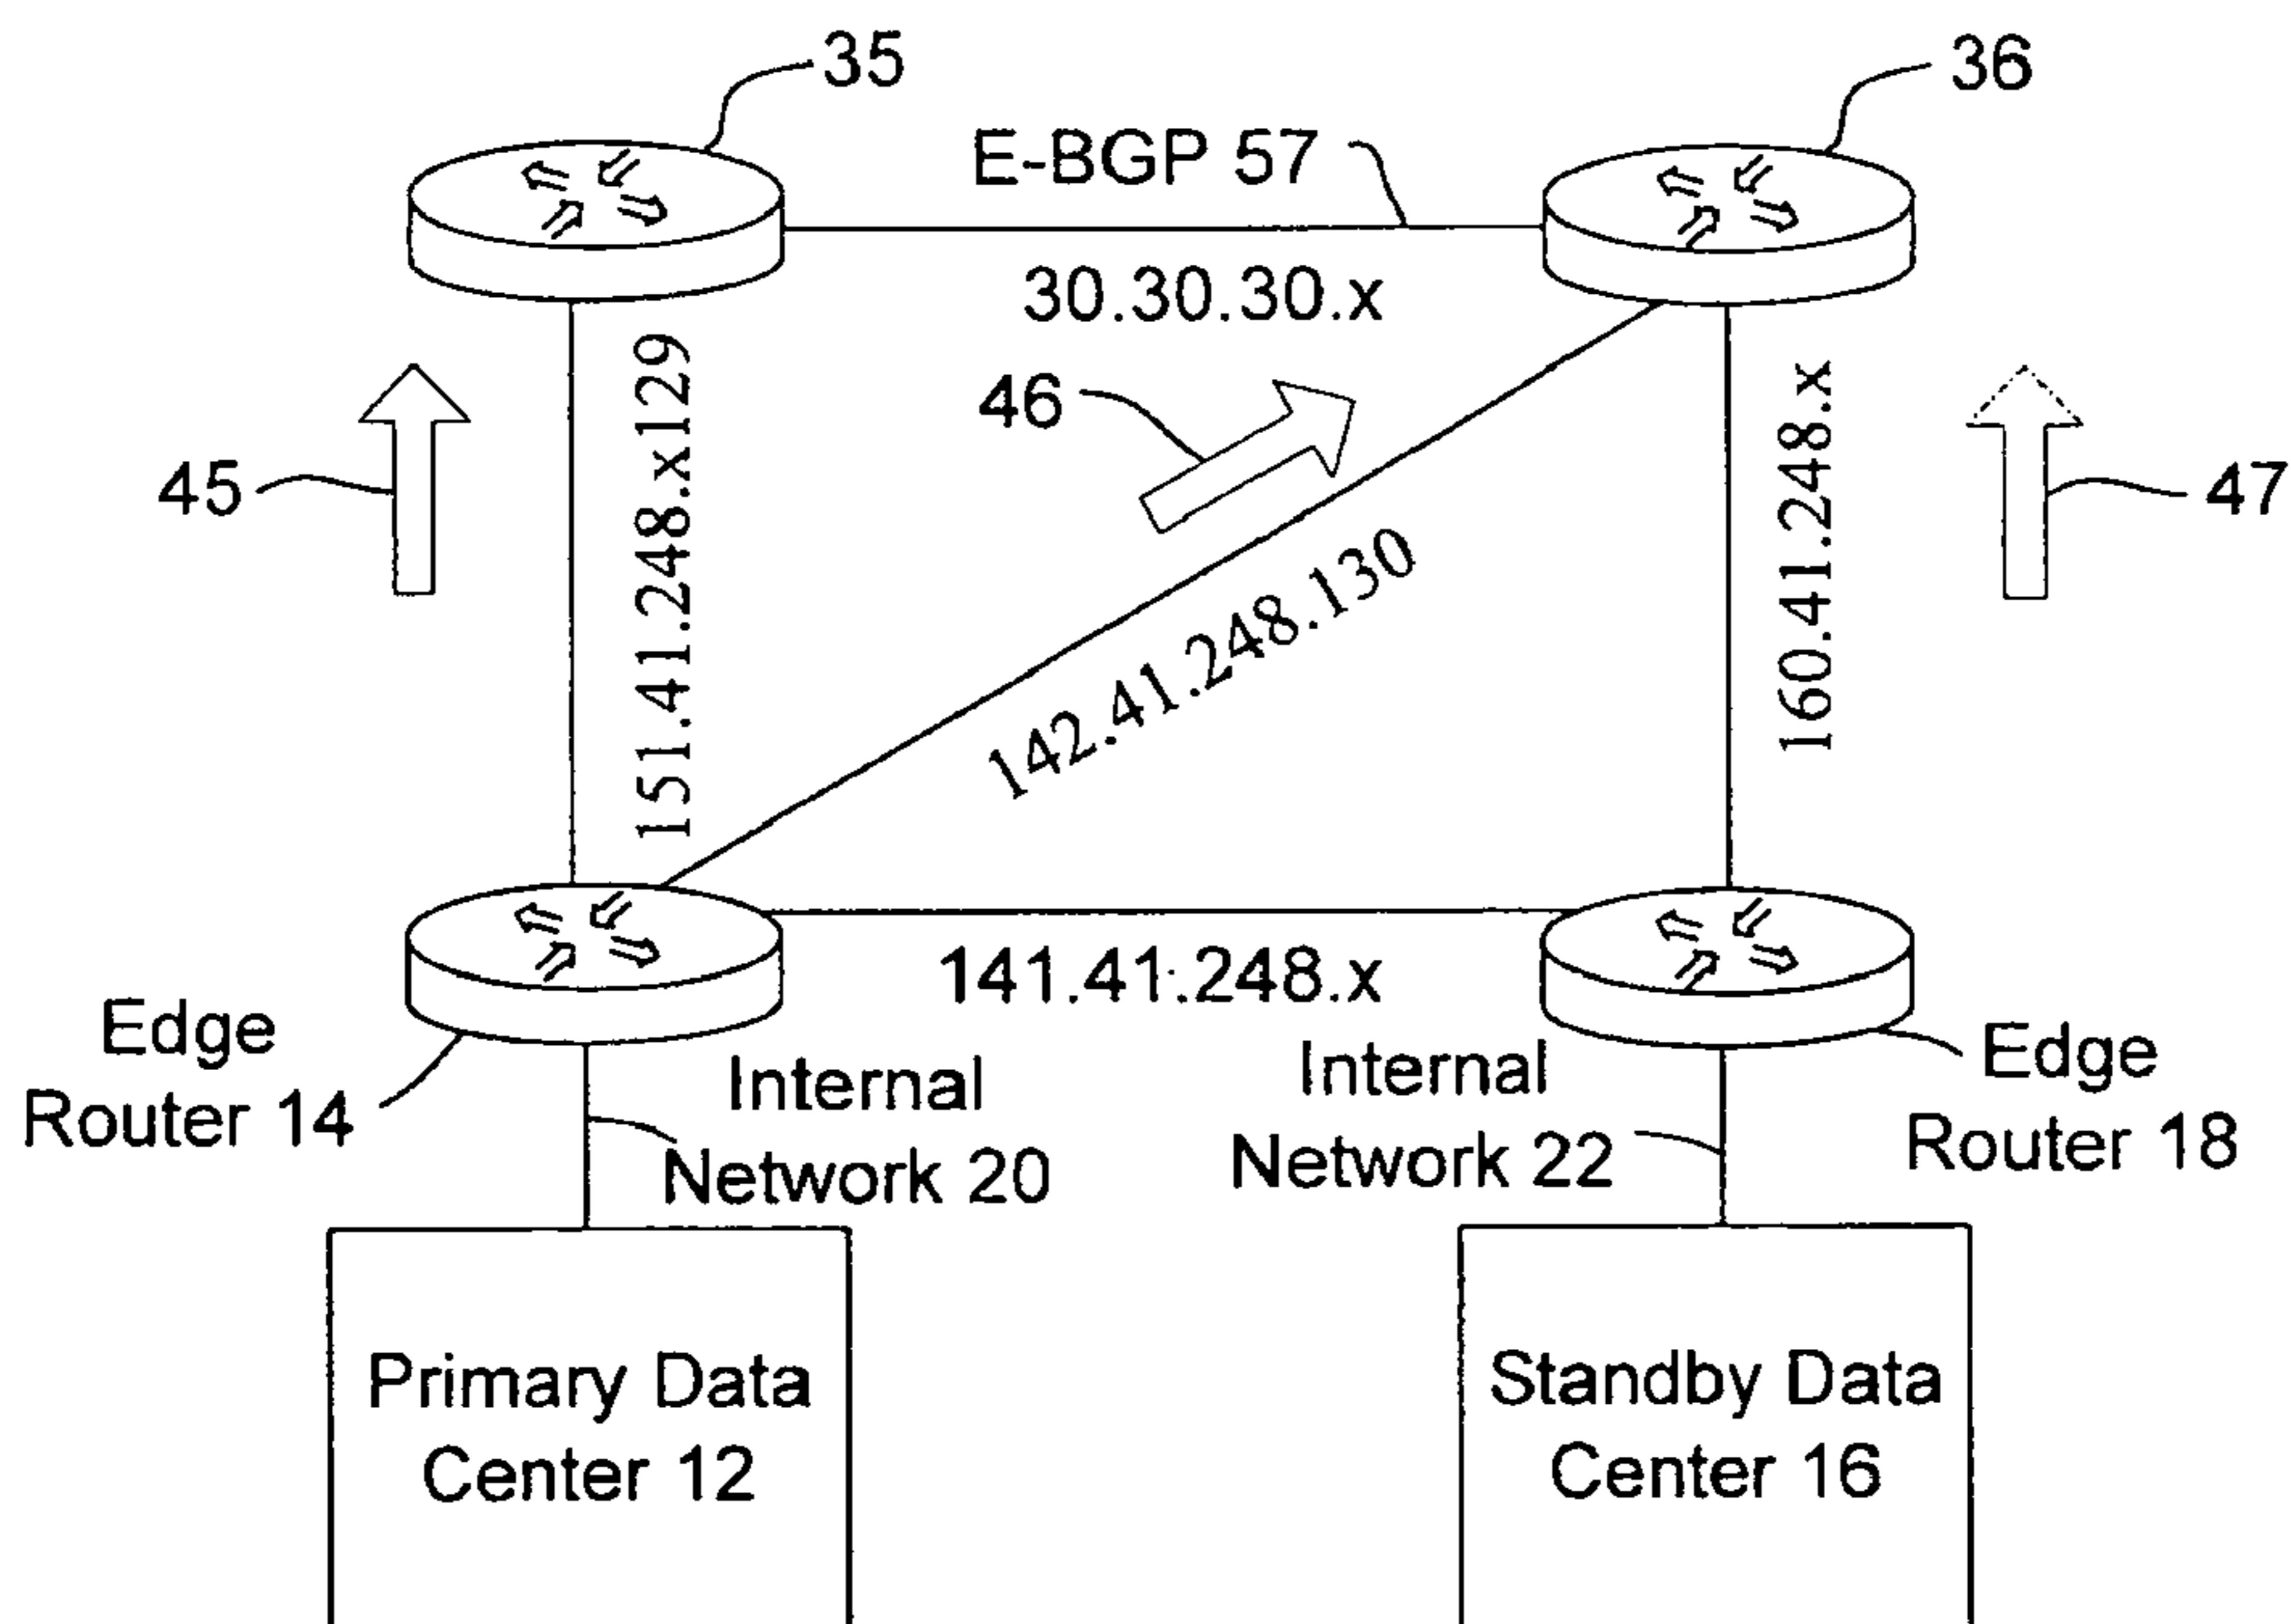 35
36
E-BGP 57
30.30.30.x
45
151.41.248.x129
46
142.41.248.130
160.41.248.x
47
141.41.248.x
Edge
Router 14
Internal
Network 20
Internal
Network 22
Edge
Router 18
Primary Data
Center 12
Standby Data
Center 16